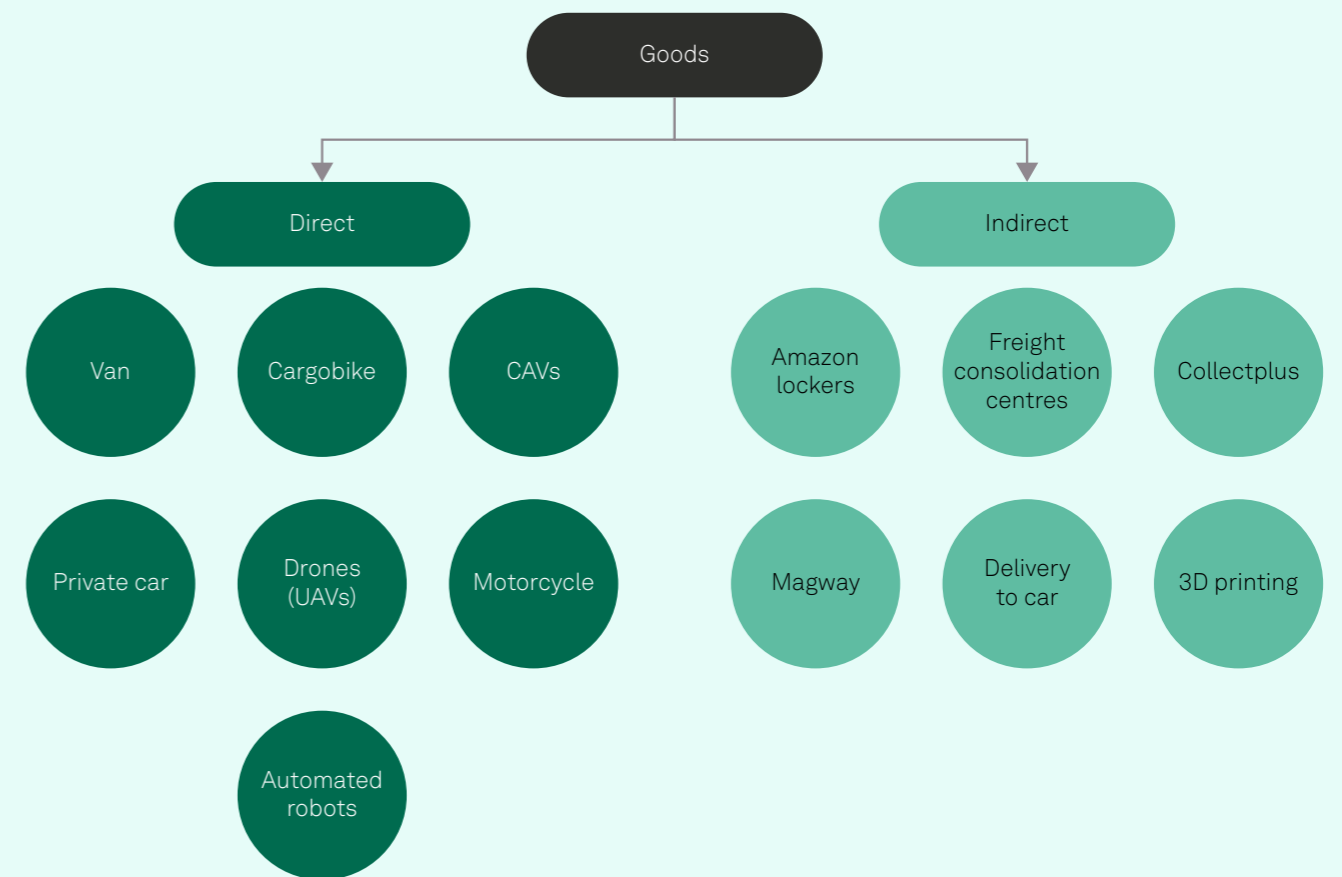 Goods
Direct
Indirect
Van
Cargobike
CAVs
Amazon
lockers
Freight
consolidation
centres
Collectplus
Private car
Drones
(UAVs)
Motorcycle
Magway
Delivery
to car
3D printing
Automated
robots